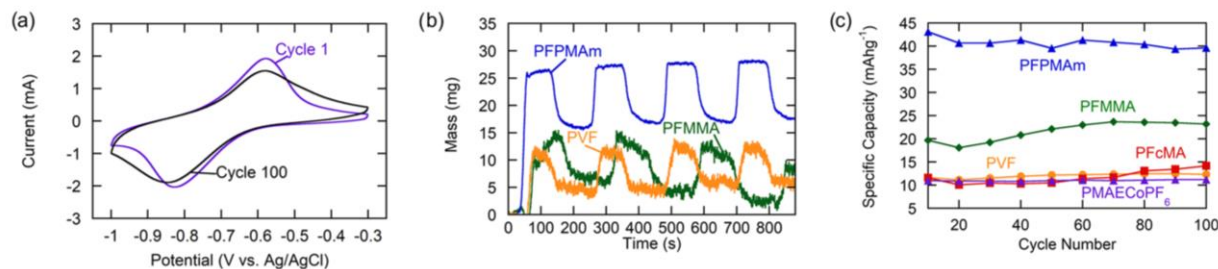 (a)
3
2
1
0
-1
-2
-3
Current (mA)
Cycle 1
Cycle 100
-1 -0.9 -0.8 -0.7 -0.6 -0.5 -0.4 -0.3
Potential (V vs. Ag/AgCl)
(b)
35
30
25
20
15
10
5
0
Mass (mg)
PFPMAm
PVF
PFMMA
0 100 200 300 400 500 600 700 800
Time (s)
(c)
45
40
35
30
25
20
15
10
5
Specific Capacity (mAhg⁻¹)
PFPMAm
PFMMA
PVF
PFcMA
PMAECoPF₆
20 40 60 80 100
Cycle Number